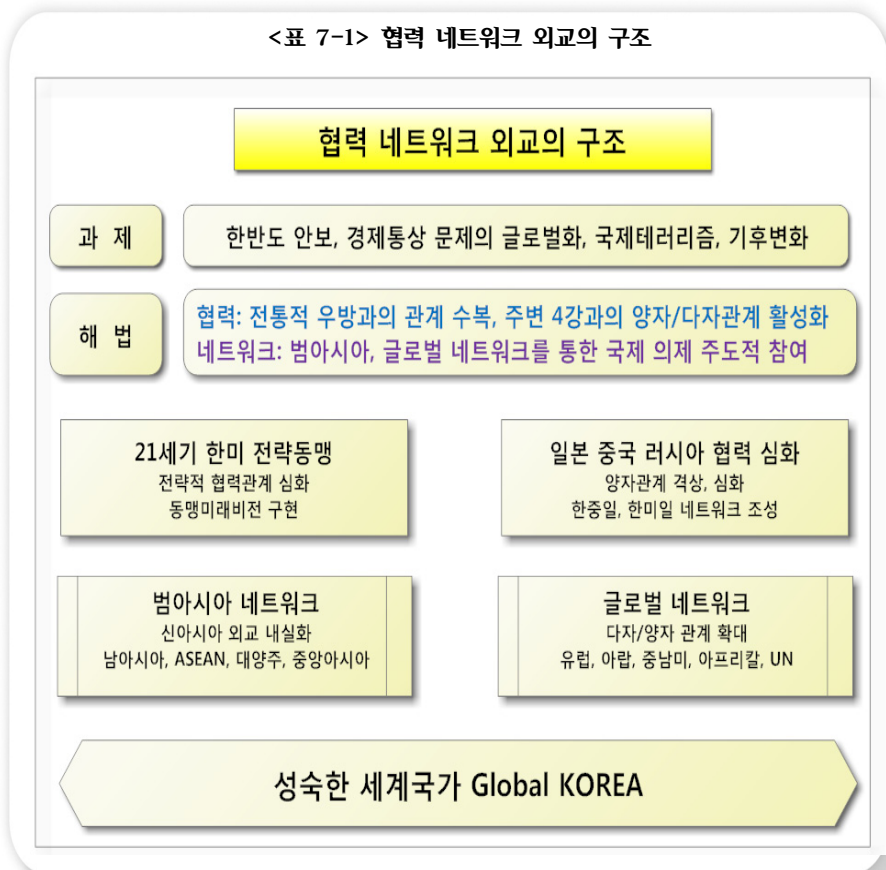 <표 7-1> 협력 네트워크 외교의 구조
협력 네트워크 외교의 구조
과 제
한반도 안보, 경제통상 문제의 글로벌화, 국제테러리즘, 기후변화
해 법
협력: 전통적 우방과의 관계 수복, 주변 4강과의 양자/다자관계 활성화
네트워크: 범아시아, 글로벌 네트워크를 통한 국제 의제 주도적 참여
21세기 한미 전략동맹
전략적 협력관계 심화
동맹미래비전 구현
일본 중국 러시아 협력 심화
양자관계 격상, 심화
한중일, 한미일 네트워크 조성
범아시아 네트워크
신아시아 외교 내실화
남아시아, ASEAN, 대양주, 중앙아시아
글로벌 네트워크
다자/양자 관계 확대
유럽, 아랍, 중남미, 아프리칼, UN
성숙한 세계국가 Global KOREA